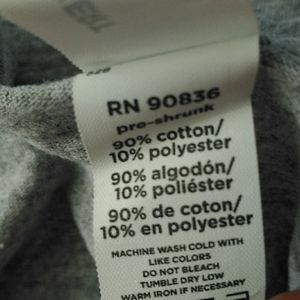 RN 90836
pre-shrunk
90% cotton/
10% polyester
90% algodón/
10% poliéster
90% de coton/
10% en polyester
MACHINE WASH COLD WITH
LIKE COLORS
DO NOT BLEACH
TUMBLE DRY LOW
WARM IRON IF NECESSARY